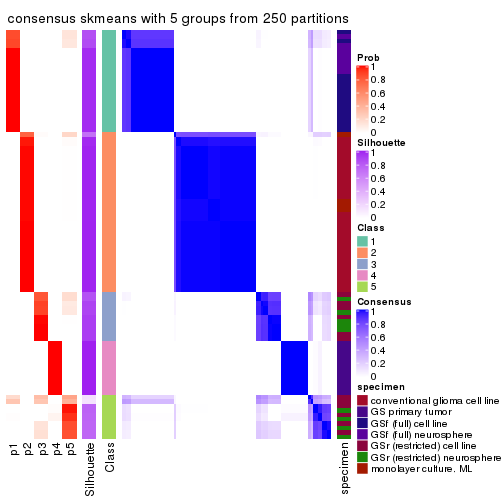 consensus skmeans with 5 groups from 250 partitions
Prob
1
0.8
0.6
0.4
0.2
0
Silhouette
1
0.8
0.6
0.4
0.2
0
Class
1
2
3
4
5
Consensus
1
0.8
0.6
0.4
0.2
0
specimen
conventional glioma cell line
GS primary tumor
GSf (full) cell line
GSf (full) neurosphere
GSr (restricted) cell line
GSr (restricted) neurosphere
monolayer culture. ML
p1
p2
p3
p4
p5
Silhouette
Class
specimen